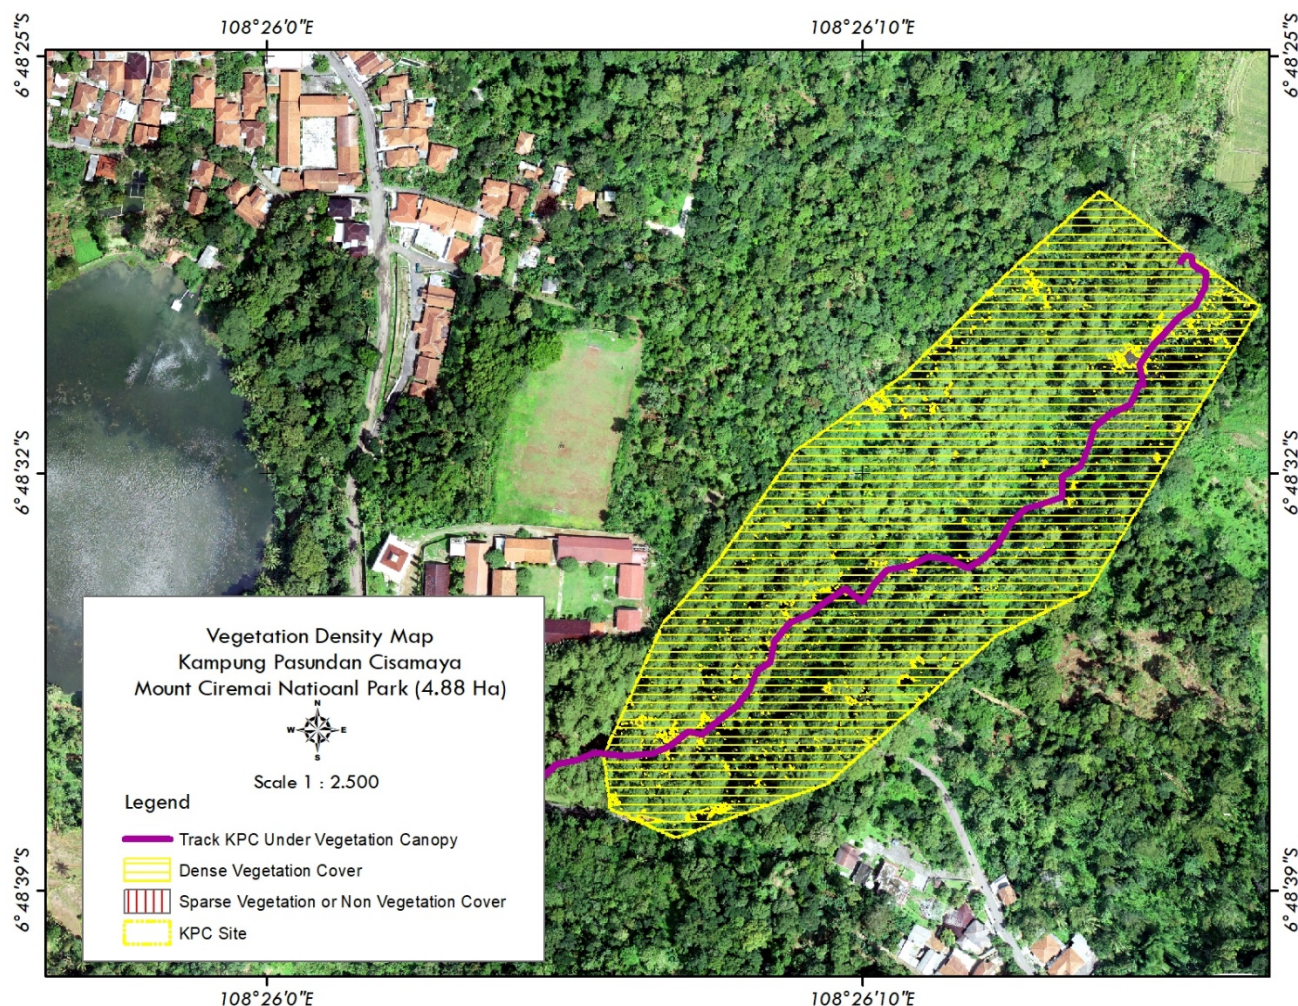 108°26'0"E 108°26'10"E
6°48'25"S 6°48'25"S
6°48'32"S 6°48'32"S
Vegetation Density Map
Kampung Pasundan Cisamaya
Mount Ciremai Natioanl Park (4.88 Ha)
N
W E
S
Scale 1 : 2.500
Legend
Track KPC Under Vegetation Canopy
Dense Vegetation Cover
Sparse Vegetation or Non Vegetation Cover
KPC Site
6°48'39"S 6°48'39"S
108°26'0"E 108°26'10"E